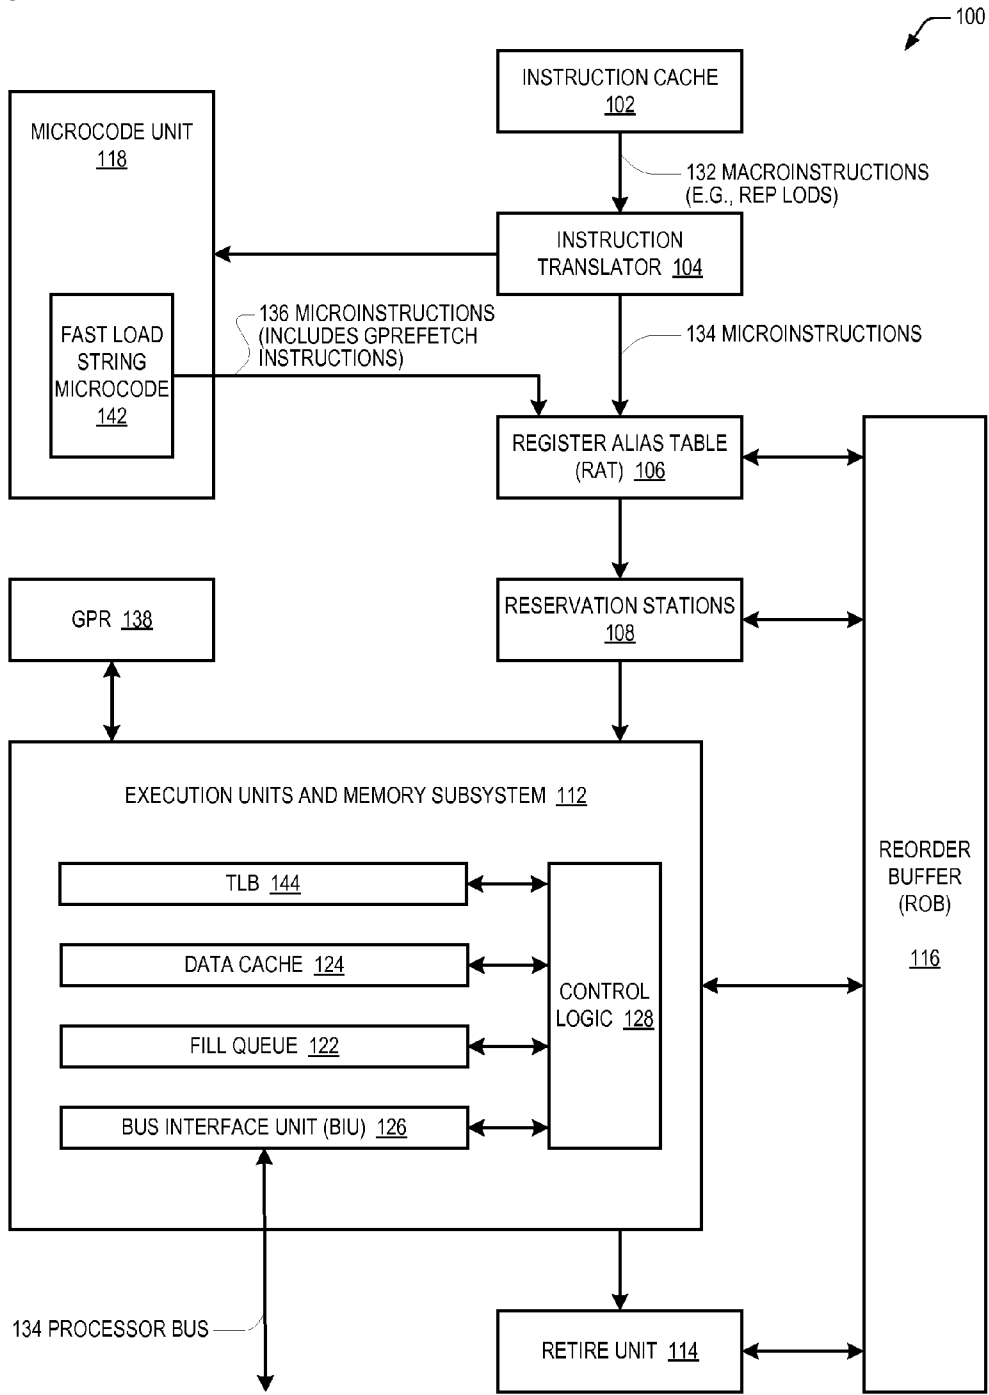 100
INSTRUCTION CACHE
102
132 MACROINSTRUCTIONS
(E.G., REP LODS)
MICROCODE UNIT
118
INSTRUCTION
TRANSLATOR 104
136 MICROINSTRUCTIONS
(INCLUDES GPREFETCH
INSTRUCTIONS)
134 MICROINSTRUCTIONS
FAST LOAD
STRING
MICROCODE
142
REGISTER ALIAS TABLE
(RAT) 106
GPR 138
RESERVATION STATIONS
108
EXECUTION UNITS AND MEMORY SUBSYSTEM 112
TLB 144
DATA CACHE 124
FILL QUEUE 122
BUS INTERFACE UNIT (BIU) 126
CONTROL
LOGIC 128
REORDER
BUFFER
(ROB)
116
134 PROCESSOR BUS
RETIRE UNIT 114